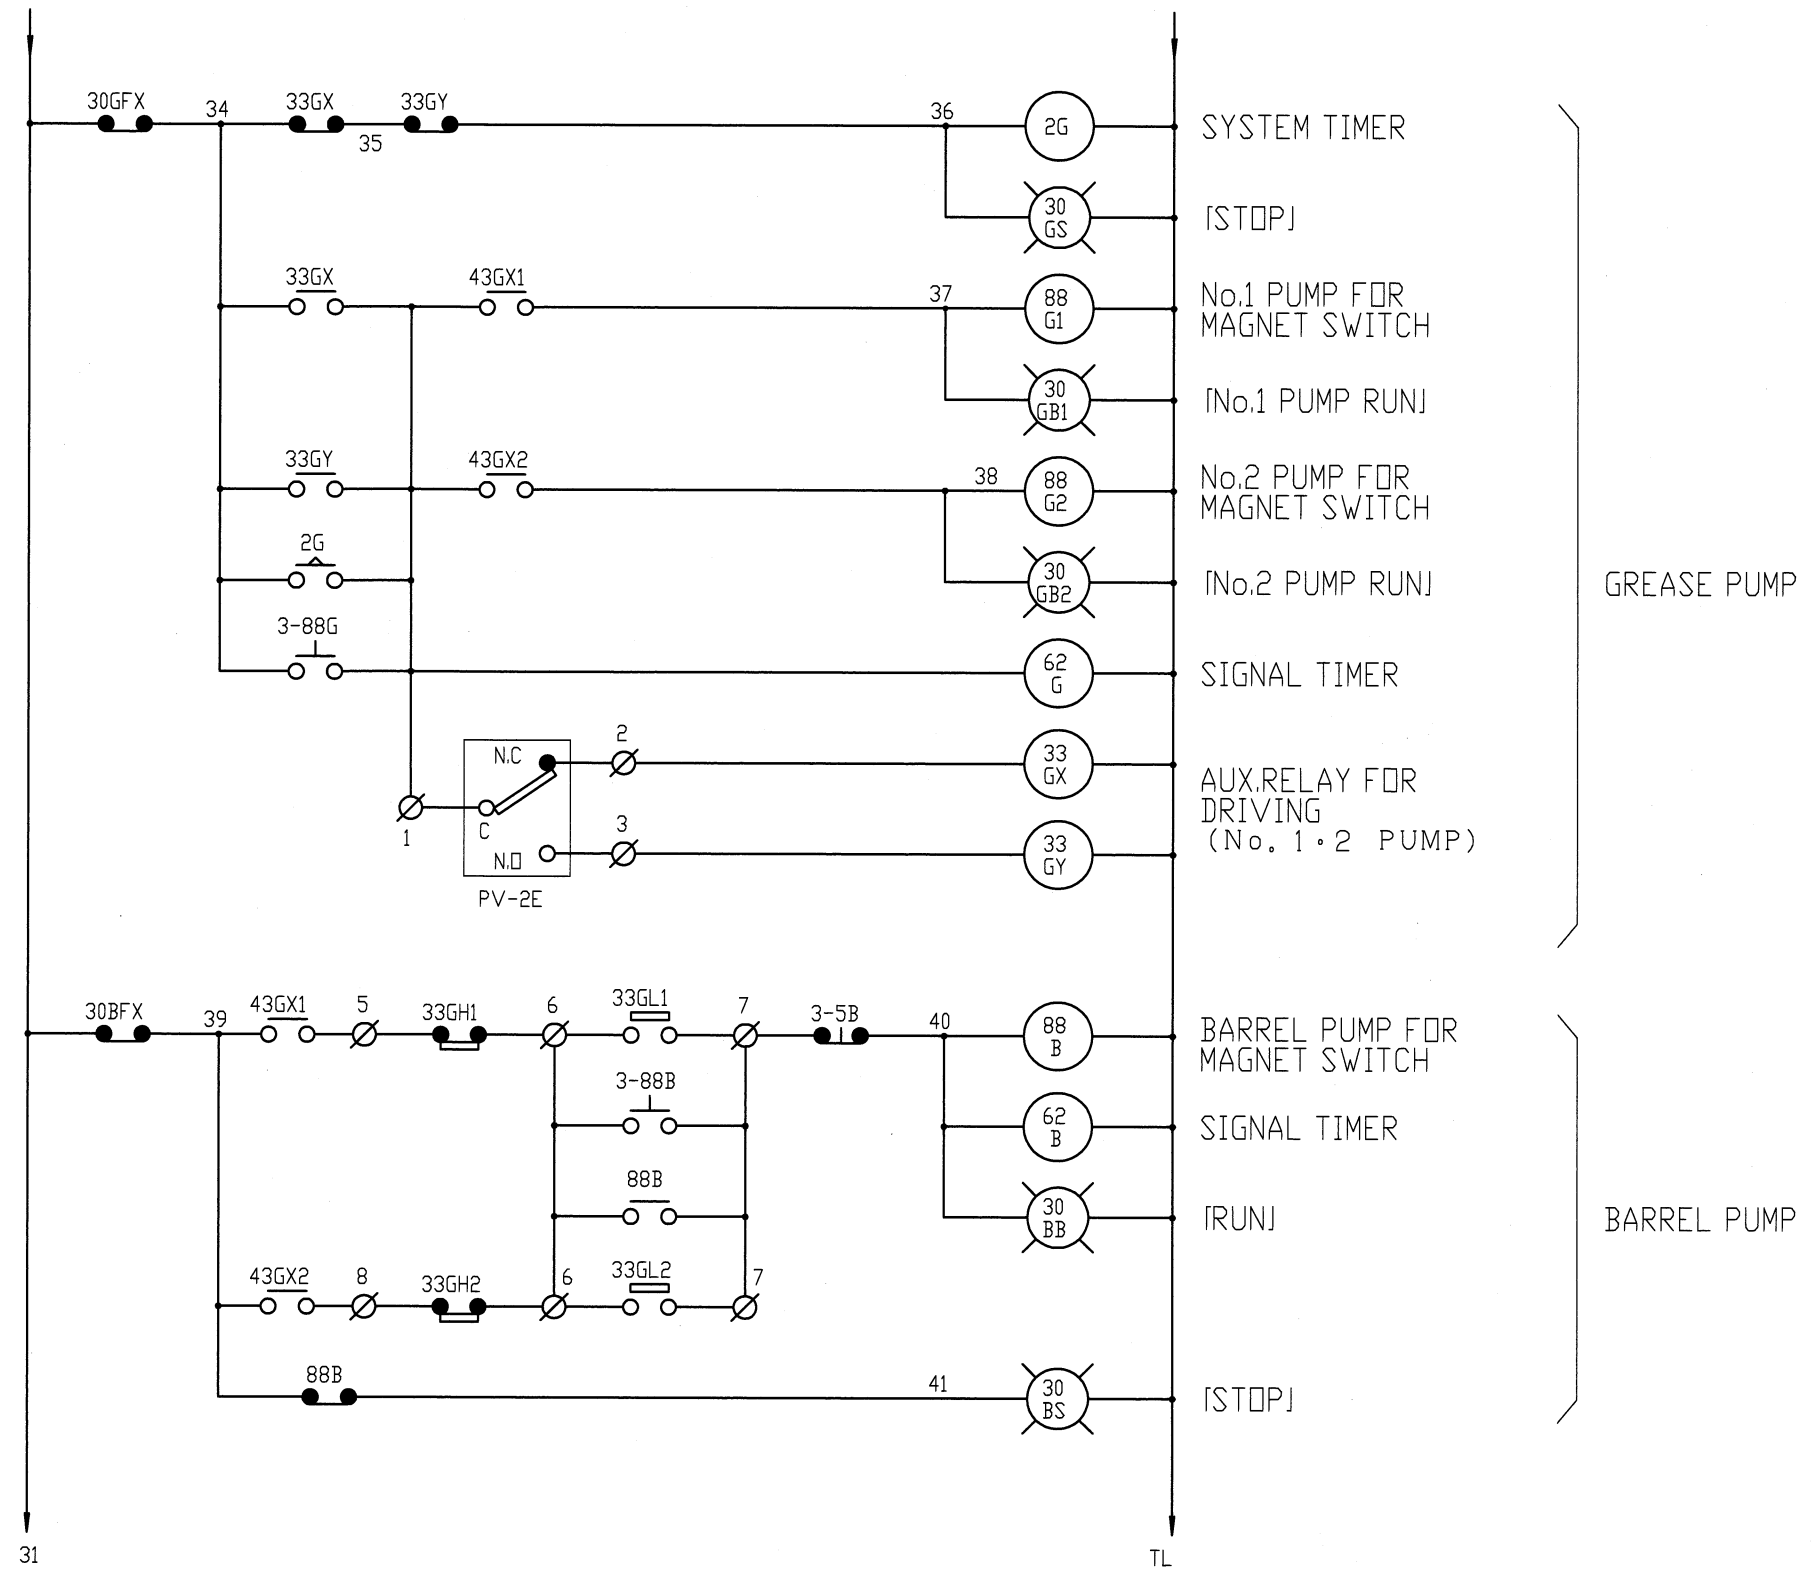 30GFX 34 33GX 35 33GY 36 2G SYSTEM TIMER
30 GS ⌈STOP⌋
33GX 43GX1 37 88 G1 No.1 PUMP FOR
MAGNET SWITCH
30 GB1 ⌈No.1 PUMP RUN⌋
33GY 43GX2 38 88 G2 No.2 PUMP FOR
MAGNET SWITCH
2G 30 GB2 ⌈No.2 PUMP RUN⌋ GREASE PUMP
3-88G 62 G SIGNAL TIMER
N.C 2 33 GX AUX.RELAY FOR
DRIVING
(No. 1・2 PUMP)
1 C N.O 3 33 GY
PV-2E
30BFX 39 43GX1 5 33GH1 6 33GL1 7 3-5B 40 88 B BARREL PUMP FOR
MAGNET SWITCH
3-88B 62 B SIGNAL TIMER
88B 30 BB ⌈RUN⌋ BARREL PUMP
43GX2 8 33GH2 6 33GL2 7
88B 41 30 BS ⌈STOP⌋
31 TL